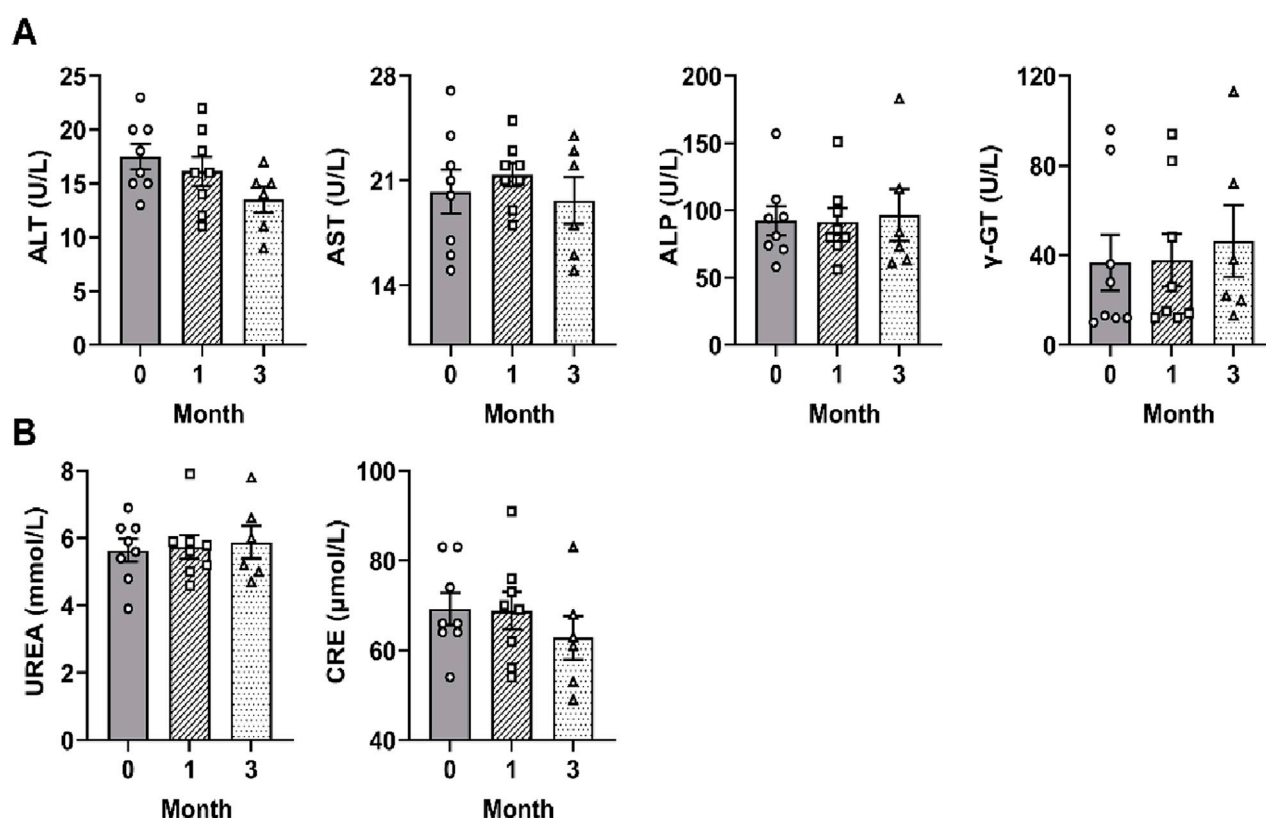 A
ALT (U/L)
25
20
15
10
5
0
0 1 3
Month
AST (U/L)
28
21
14
0 1 3
Month
ALP (U/L)
200
150
100
50
0
0 1 3
Month
γ-GT (U/L)
120
80
40
0
0 1 3
Month
B
UREA (mmol/L)
8
6
4
2
0
0 1 3
Month
CRE (μmol/L)
100
80
60
40
0 1 3
Month